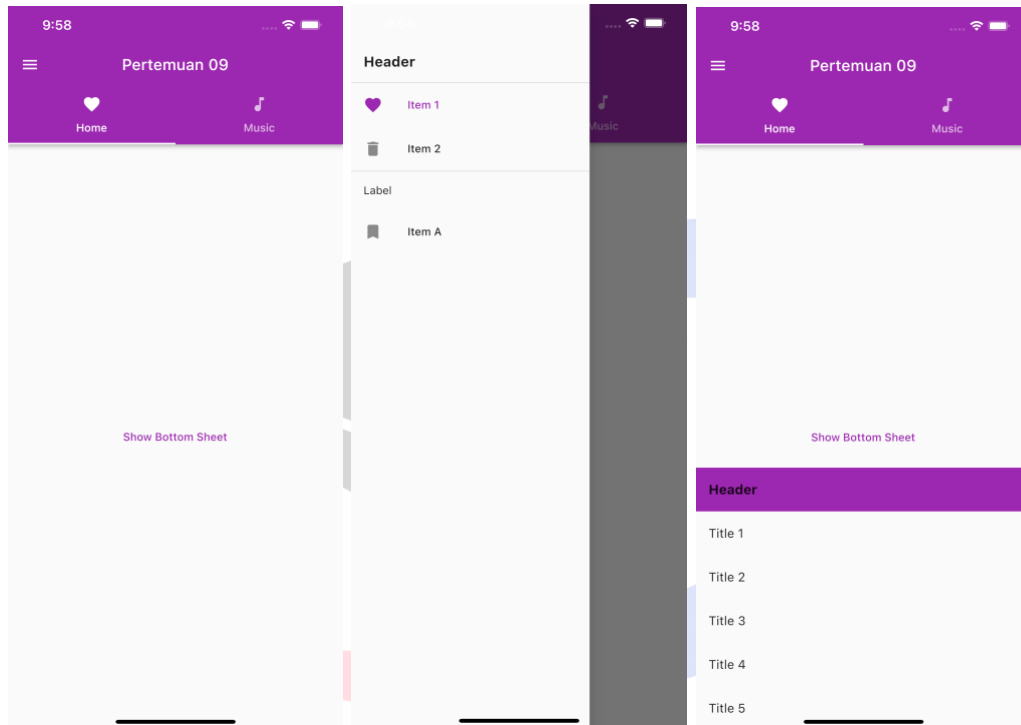 9:58
Pertemuan 09
Home
Music
Show Bottom Sheet
Header
Item 1
Item 2
Label
Item A
Music
9:58
Pertemuan 09
Home
Music
Show Bottom Sheet
Header
Title 1
Title 2
Title 3
Title 4
Title 5